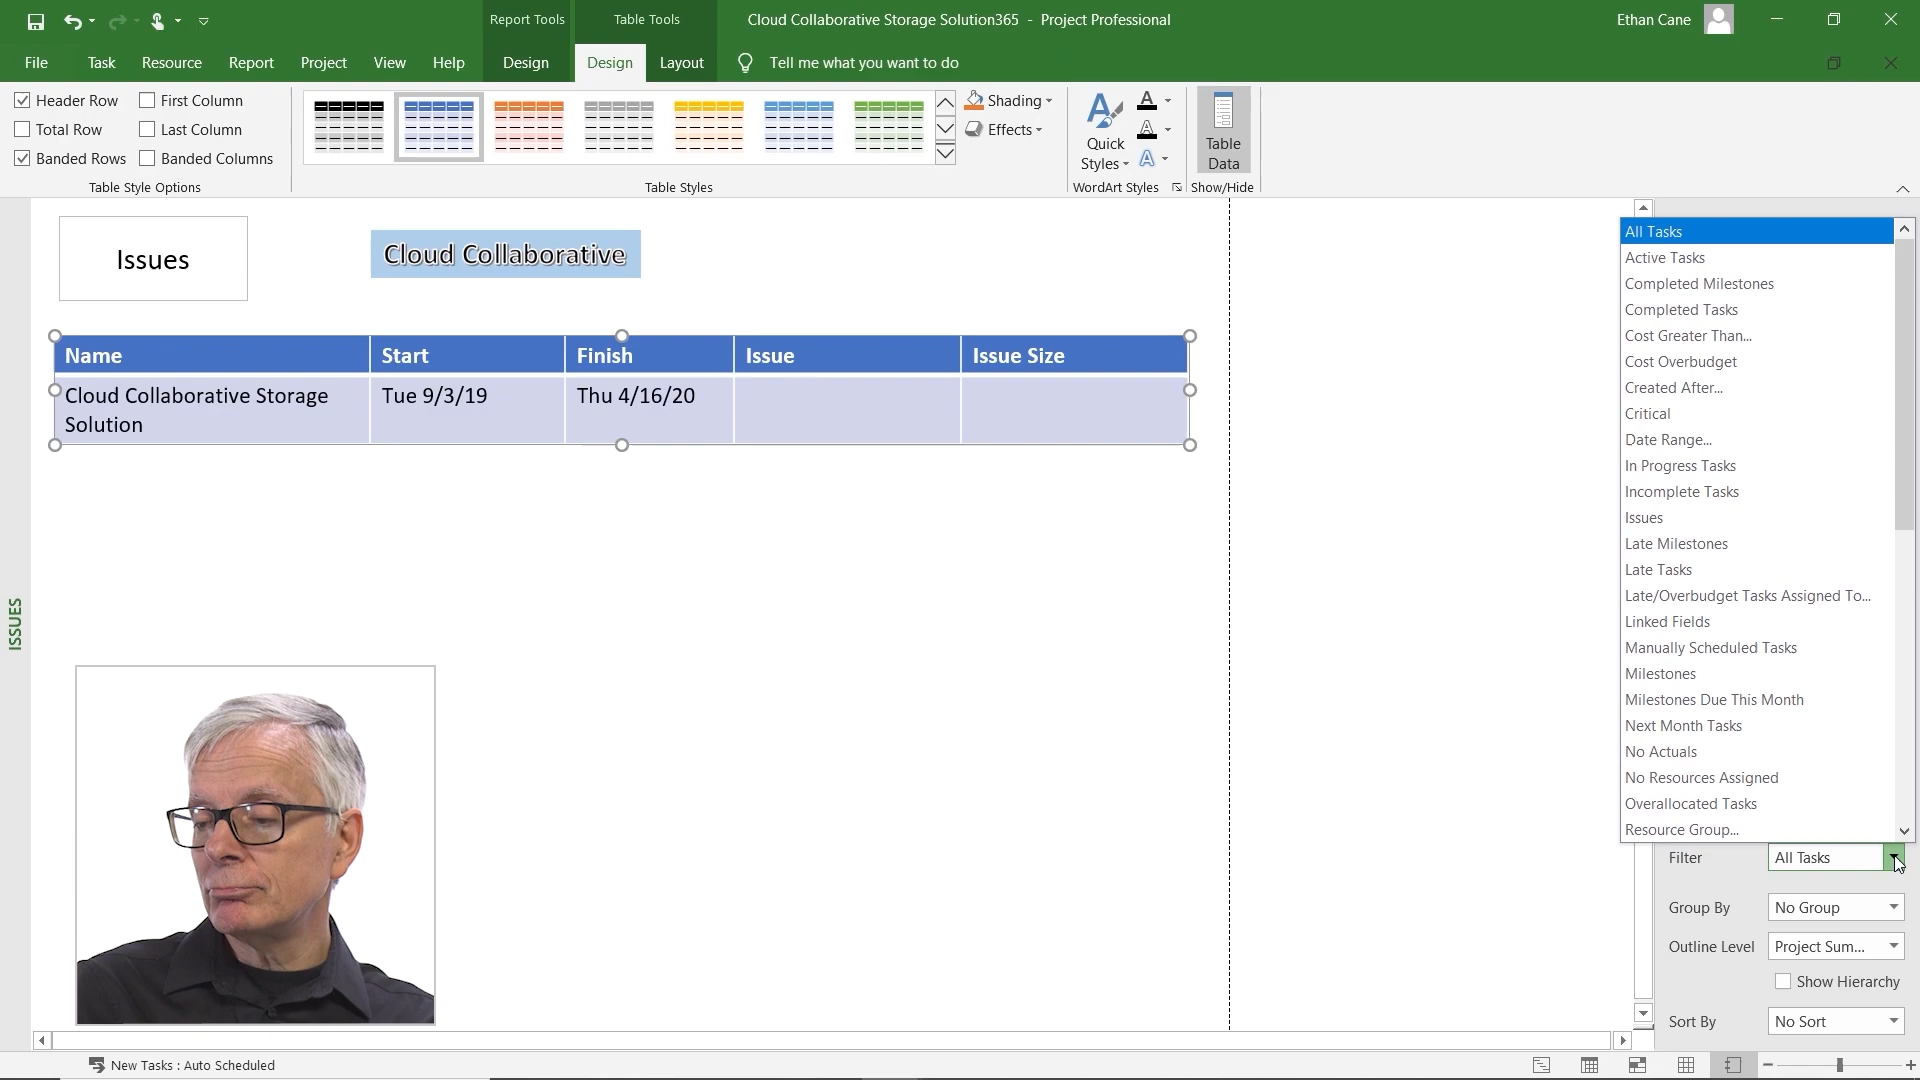 Report Tools
Table Tools
Cloud Collaborative Storage Solution365 - Project Professional
Ethan Cane
File Task Resource Report Project View Help Design Design Layout Tell me what you want to do
Header Row
First Column
Total Row
Last Column
Banded Rows
Banded Columns
Table Style Options
Table Styles
Shading
Effects
Quick
Styles
A
A
A
A
WordArt Styles
Table
Data
Show/Hide
Issues
Cloud Collaborative
Name Start Finish Issue Issue Size
Cloud Collaborative Storage Tue 9/3/19 Thu 4/16/20
Solution
ISSUES
All Tasks
Active Tasks
Completed Milestones
Completed Tasks
Cost Greater Than...
Cost Overbudget
Created After...
Critical
Date Range...
In Progress Tasks
Incomplete Tasks
Issues
Late Milestones
Late Tasks
Late/Overbudget Tasks Assigned To...
Linked Fields
Manually Scheduled Tasks
Milestones
Milestones Due This Month
Next Month Tasks
No Actuals
No Resources Assigned
Overallocated Tasks
Resource Group...
Filter All Tasks
Group By No Group
Outline Level Project Sum...
Show Hierarchy
Sort By No Sort
New Tasks : Auto Scheduled